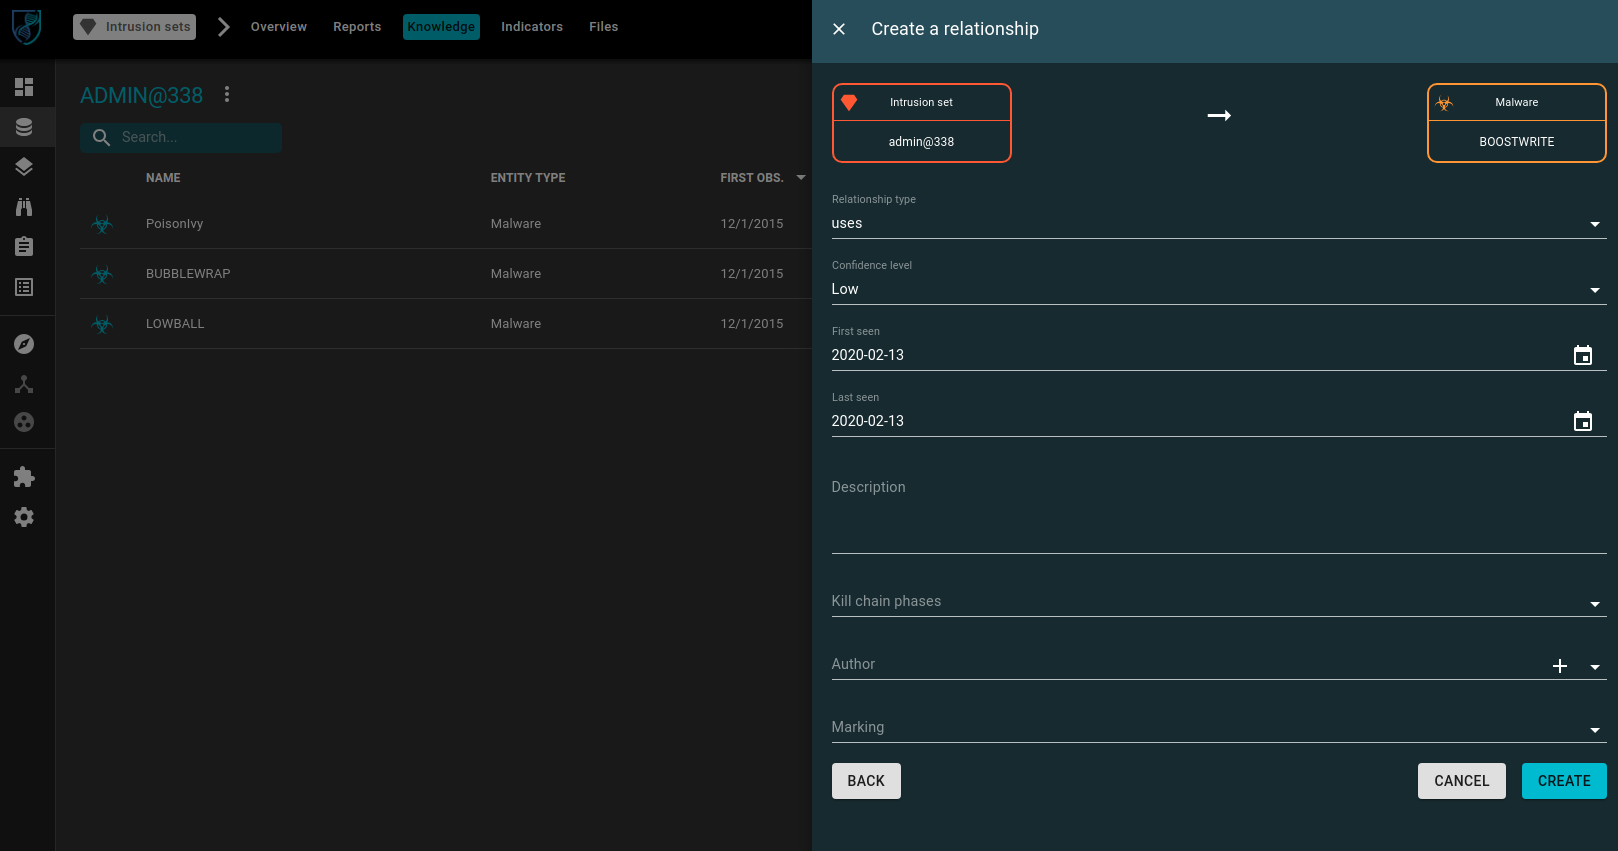 Intrusion sets
Overview
Reports
Knowledge
Indicators
Files
ADMIN@338
Search...
NAME
ENTITY TYPE
FIRST OBS.
PoisonIvy
Malware
12/1/2015
BUBBLEWRAP
Malware
12/1/2015
LOWBALL
Malware
12/1/2015
Create a relationship
Intrusion set
admin@338
Malware
BOOSTWRITE
Relationship type
uses
Confidence level
Low
First seen
2020-02-13
Last seen
2020-02-13
Description
Kill chain phases
Author
Marking
BACK
CANCEL
CREATE